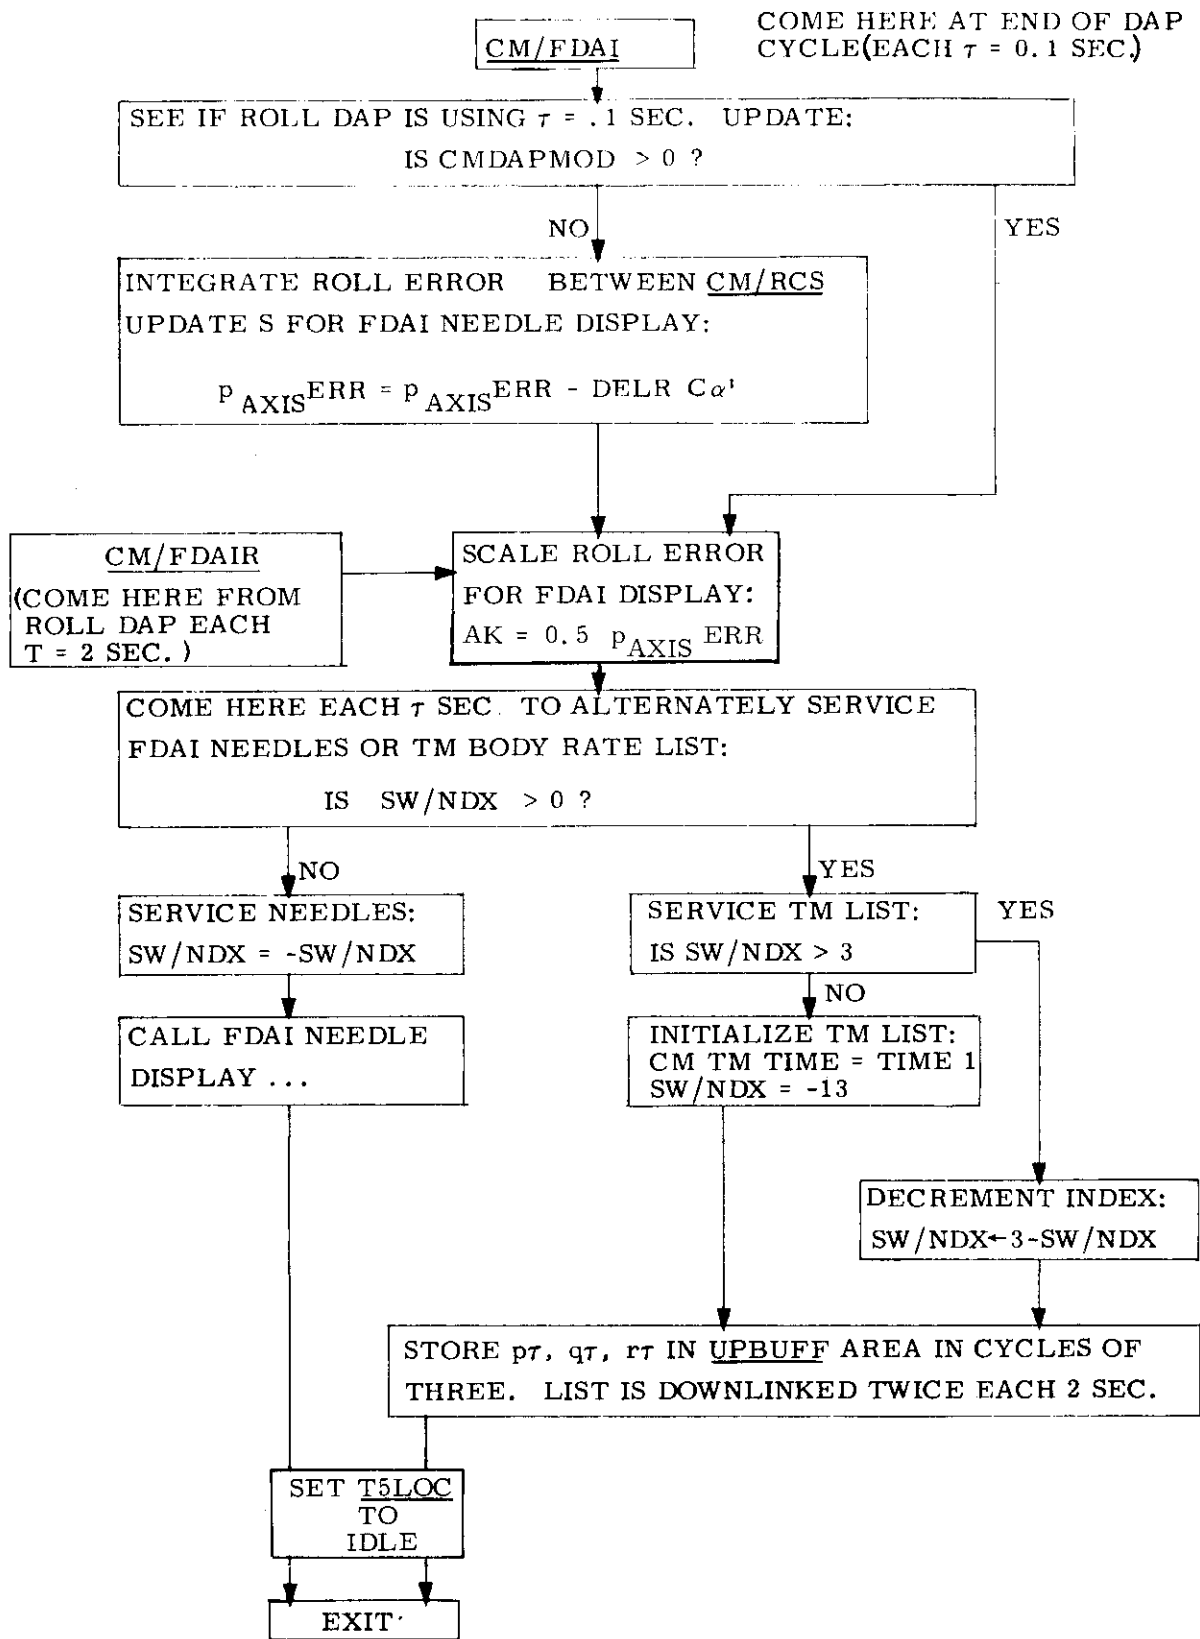 CM/FDAI
COME HERE AT END OF DAP
CYCLE(EACH τ = 0.1 SEC.)
SEE IF ROLL DAP IS USING τ = .1 SEC. UPDATE:
IS CMDAPMOD > 0 ?
NO
YES
INTEGRATE ROLL ERROR BETWEEN CM/RCS
UPDATE S FOR FDAI NEEDLE DISPLAY:
p AXIS ERR = p AXIS ERR - DELR Cα'
CM/FDAIR
(COME HERE FROM
ROLL DAP EACH
T = 2 SEC.)
SCALE ROLL ERROR
FOR FDAI DISPLAY:
AK = 0.5 p AXIS ERR
COME HERE EACH τ SEC. TO ALTERNATELY SERVICE
FDAI NEEDLES OR TM BODY RATE LIST:
IS SW/NDX > 0 ?
NO
YES
SERVICE NEEDLES:
SW/NDX = -SW/NDX
SERVICE TM LIST:
IS SW/NDX > 3
YES
NO
CALL FDAI NEEDLE
DISPLAY ...
INITIALIZE TM LIST:
CM TM TIME = TIME 1
SW/NDX = -13
DECREMENT INDEX:
SW/NDX←3-SW/NDX
STORE pτ, qτ, rτ IN UPBUFF AREA IN CYCLES OF
THREE. LIST IS DOWNLINKED TWICE EACH 2 SEC.
SET T5LOC
TO
IDLE
EXIT